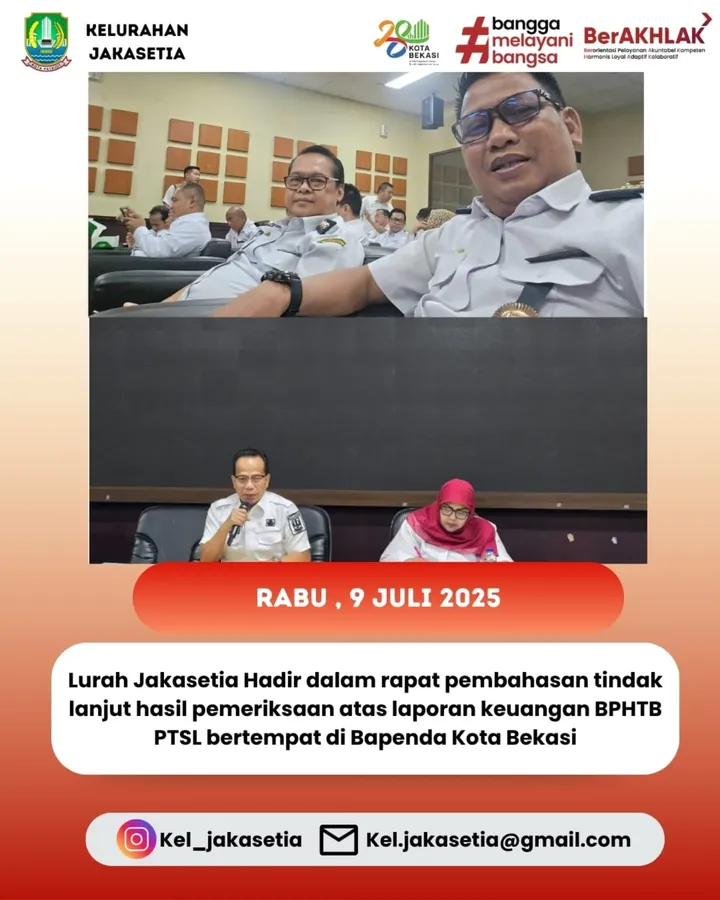 KELURAHAN
JAKASETIA
KOTA
BEKASI
#bangga
melayani
bangsa
BerAKHLAK
Berorientasi Pelayanan Akuntabel Kompeten
Harmonis Loyal Adaptif Kolaboratif
RABU , 9 JULI 2025
Lurah Jakasetia Hadir dalam rapat pembahasan tindak
lanjut hasil pemeriksaan atas laporan keuangan BPHTB
PTSL bertempat di Bapenda Kota Bekasi
Kel_jakasetia
Kel.jakasetia@gmail.com